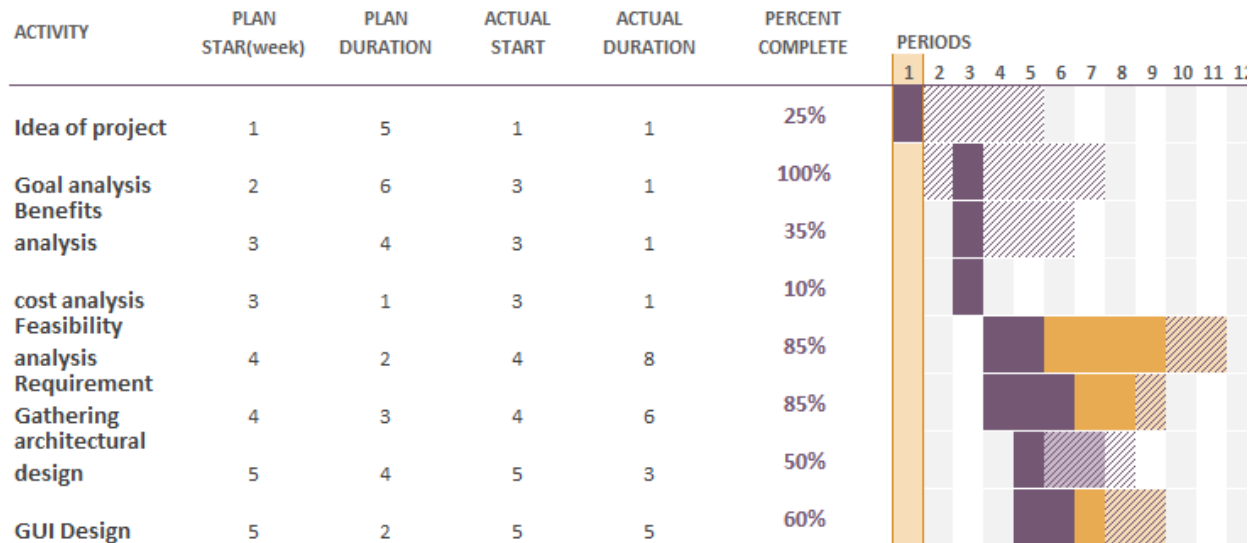 ACTIVITY PLAN STAR(week) PLAN DURATION ACTUAL START ACTUAL DURATION PERCENT COMPLETE PERIODS
1 2 3 4 5 6 7 8 9 10 11 12
Idea of project 1 5 1 1 25%
Goal analysis 2 6 3 1 100%
Benefits
analysis 3 4 3 1 35%
cost analysis 3 1 3 1 10%
Feasibility
analysis 4 2 4 8 85%
Requirement
Gathering 4 3 4 6 85%
architectural
design 5 4 5 3 50%
GUI Design 5 2 5 5 60%